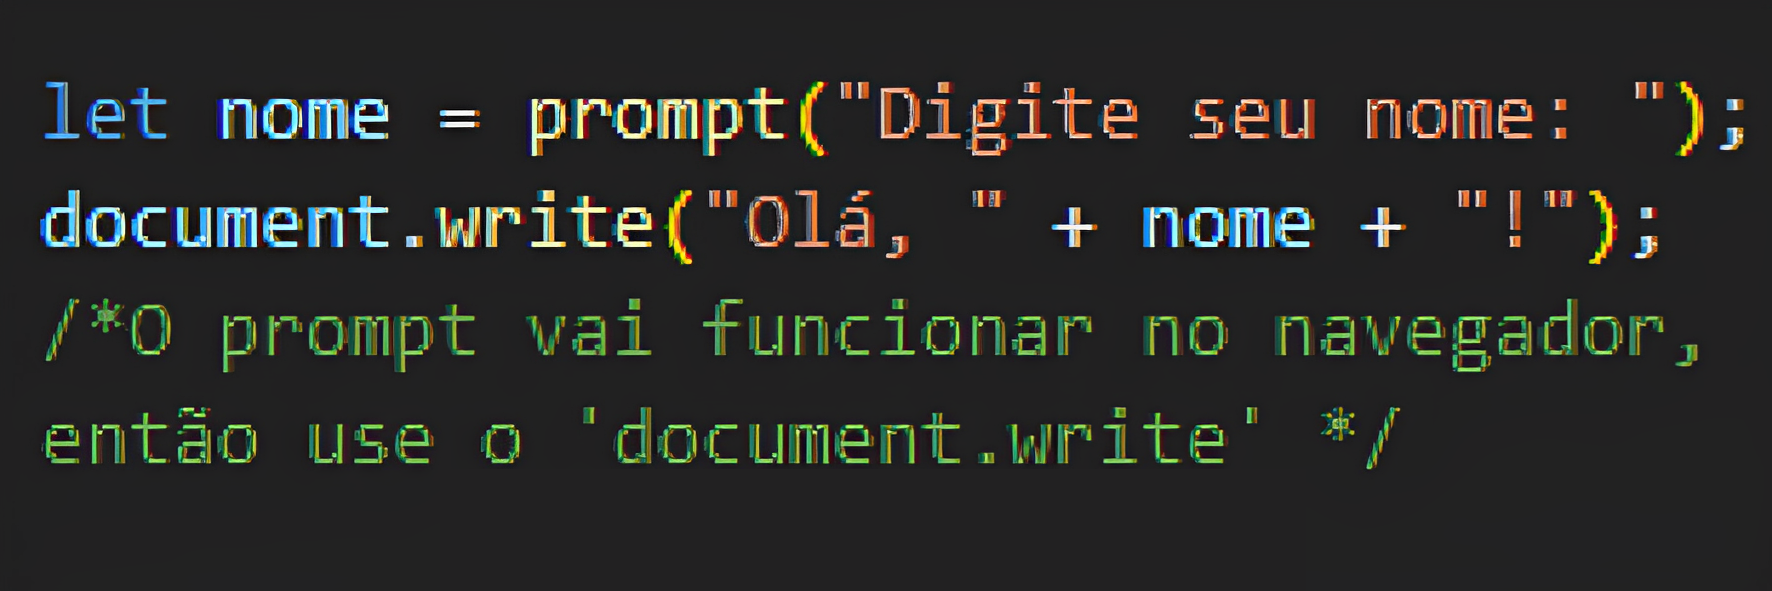 let nome = prompt("Digite seu nome: ");
document.write("Olá, " + nome + "!");
/*O prompt vai funcionar no navegador,
então use o 'document.write' */